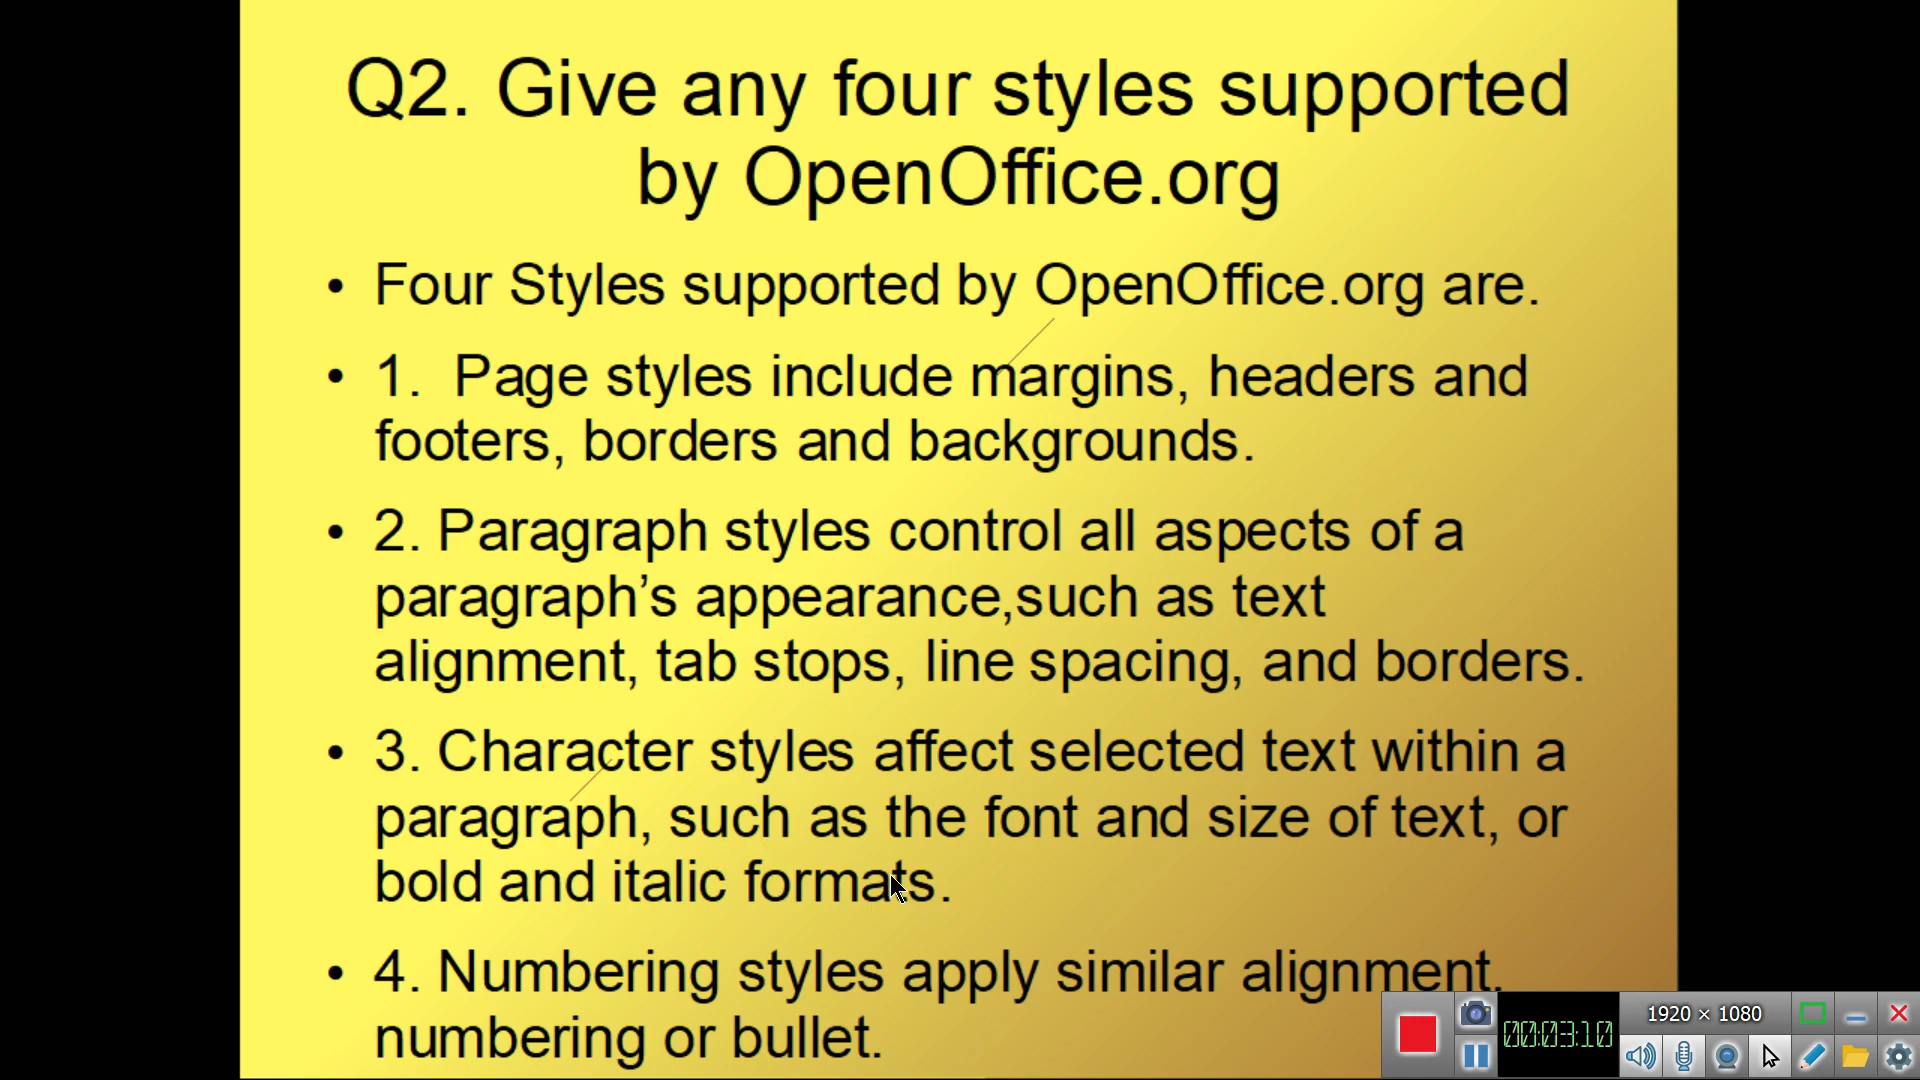 Q2. Give any four styles supported
by OpenOffice.org
• Four Styles supported by OpenOffice.org are.
• 1.  Page styles include margins, headers and
footers, borders and backgrounds.
• 2. Paragraph styles control all aspects of a
paragraph’s appearance,such as text
alignment, tab stops, line spacing, and borders.
• 3. Character styles affect selected text within a
paragraph, such as the font and size of text, or
bold and italic formats.
• 4. Numbering styles apply similar alignment,
numbering or bullet.
1920 × 1080
00:03:10